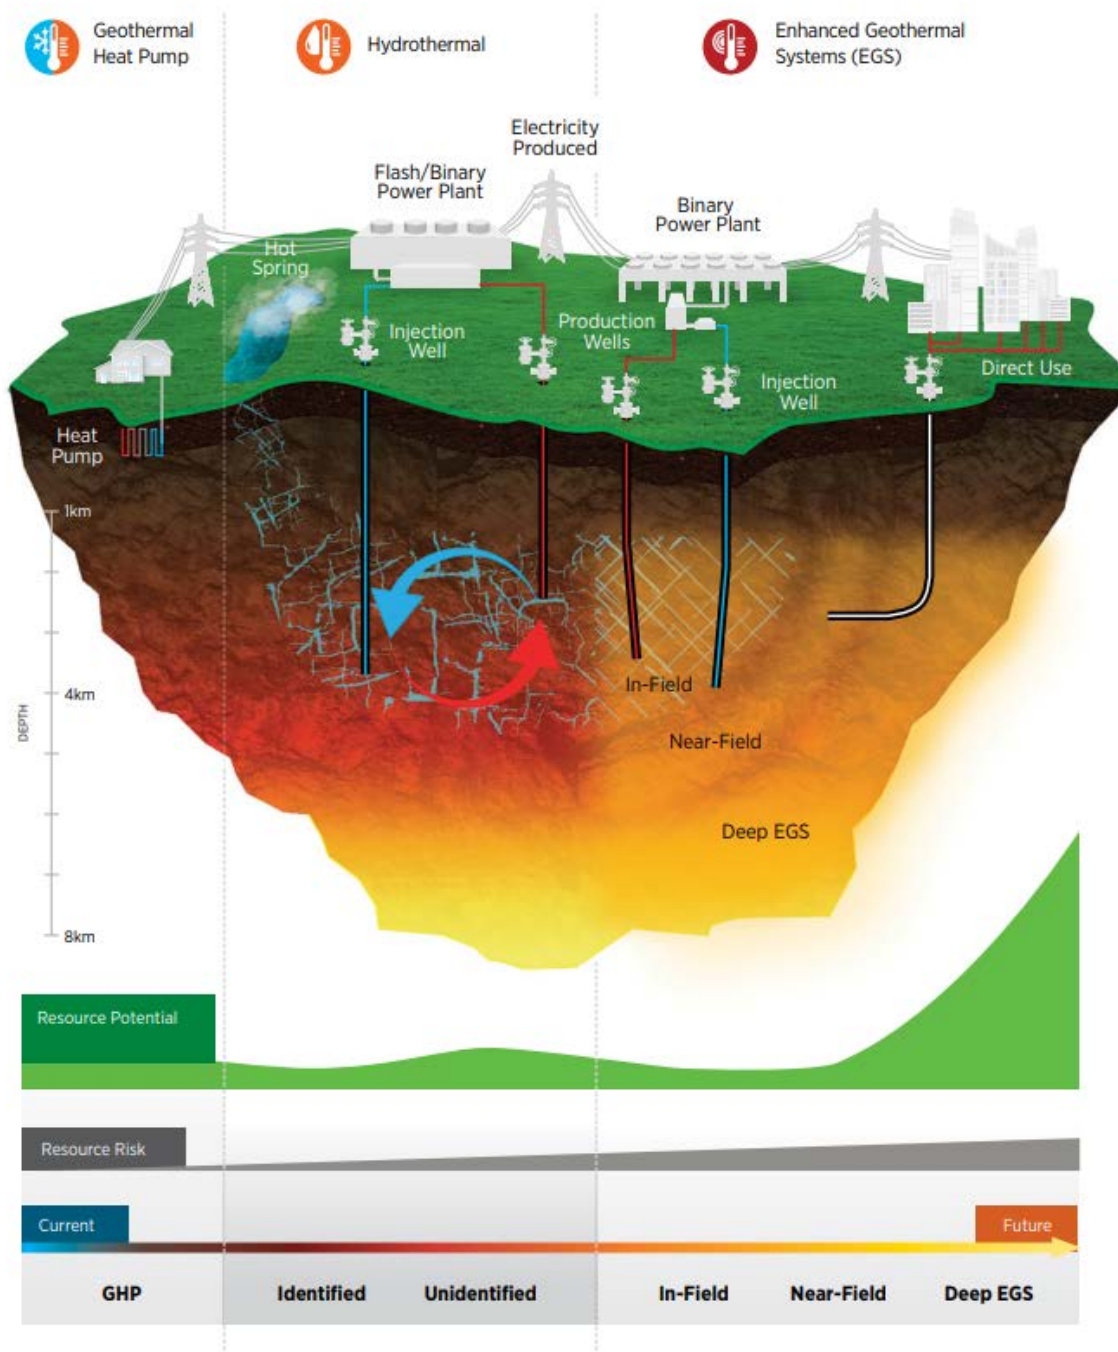 Geothermal
Heat Pump
Hydrothermal
Enhanced Geothermal
Systems (EGS)
Electricity
Produced
Flash/Binary
Power Plant
Binary
Power Plant
Hot
Spring
Injection
Well
Production
Wells
Injection
Well
Direct Use
Heat
Pump
1km
4km
DEPTH
8km
In-Field
Near-Field
Deep EGS
Resource Potential
Resource Risk
Current
Future
GHP
Identified
Unidentified
In-Field
Near-Field
Deep EGS